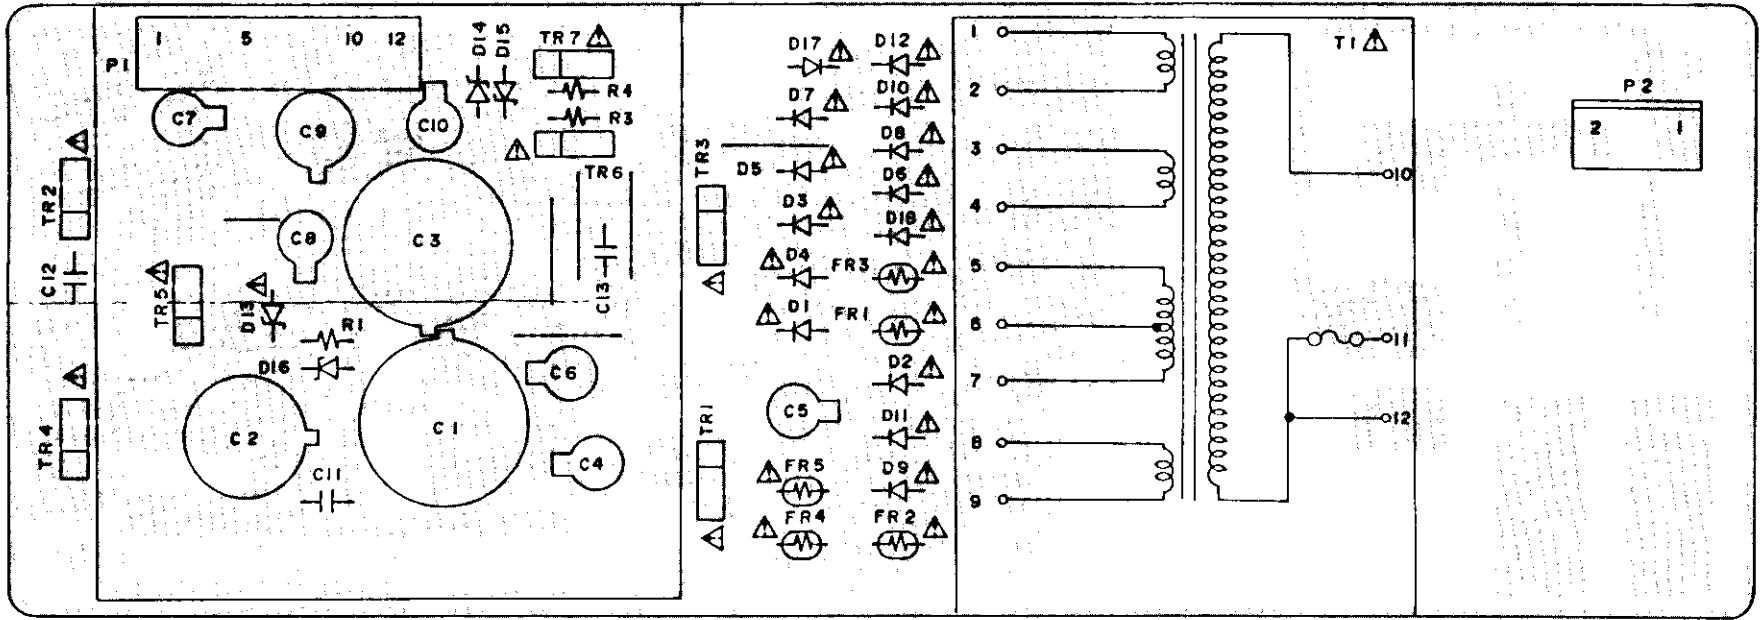 1 5 10 12
P1
D14
D15
TR7
R4
R3
TR6
C7
C9
C10
TR2
C8
C3
C12
TR5
D13
C13
R1
D16
C6
TR4
C2
C1
C11
C4
D17
D12
D7
D10
TR3
D8
D5
D6
D3
D18
D4
FR3
D1
FR1
D2
C5
TR1
D11
FR5
D9
FR4
FR2
1
2
3
4
5
6
7
8
9
T1
10
11
12
P2
2 1